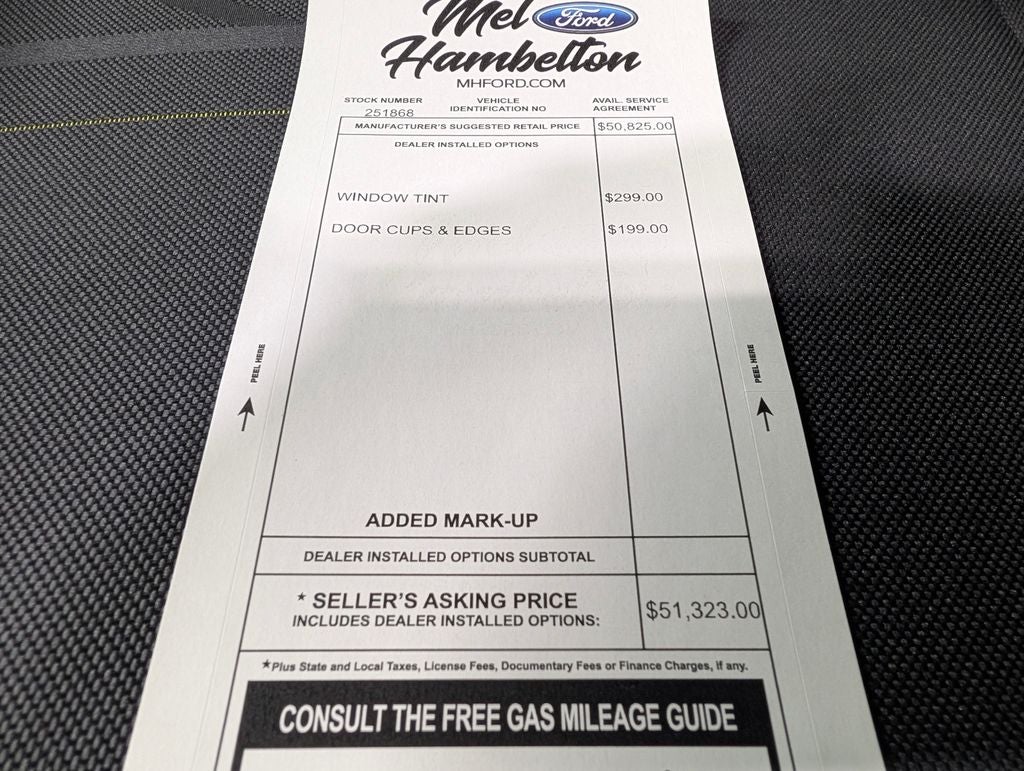 Mel Ford
Hambelton
MHFORD.COM
STOCK NUMBER VEHICLE IDENTIFICATION NO AVAIL. SERVICE AGREEMENT
251868
MANUFACTURER'S SUGGESTED RETAIL PRICE $50,825.00
DEALER INSTALLED OPTIONS
WINDOW TINT $299.00
DOOR CUPS & EDGES $199.00
PEEL HERE
PEEL HERE
ADDED MARK-UP
DEALER INSTALLED OPTIONS SUBTOTAL
* SELLER'S ASKING PRICE $51,323.00
INCLUDES DEALER INSTALLED OPTIONS:
*Plus State and Local Taxes, License Fees, Documentary Fees or Finance Charges, If any.
CONSULT THE FREE GAS MILEAGE GUIDE